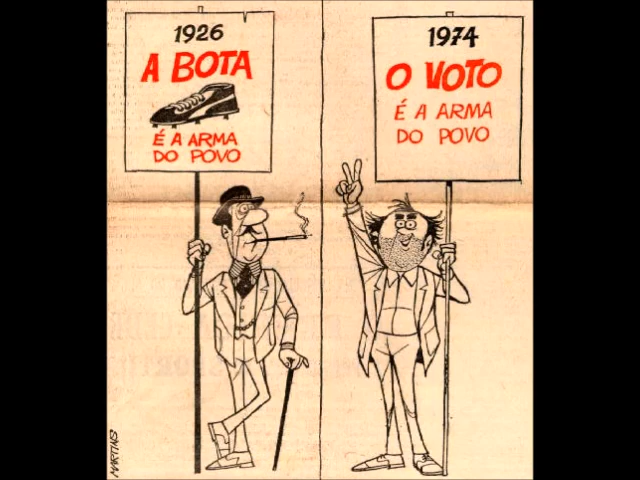 1926
A BOTA
É A ARMA
DO POVO
1974
O VOTO
É A ARMA
DO POVO
MARTINS